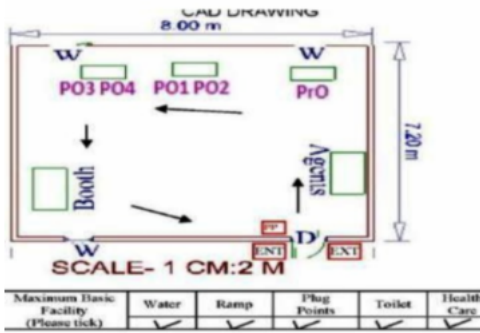 CAD DRAWING
8.00 m
W W
PO3 PO4 PO1 PO2 PrO
7.20 m
Booth
Agents
PP
W ENT D EXT
SCALE- 1 CM:2 M
Maximum Basic Facility (Please tick) Water Ramp Plug Points Toilet Health Care